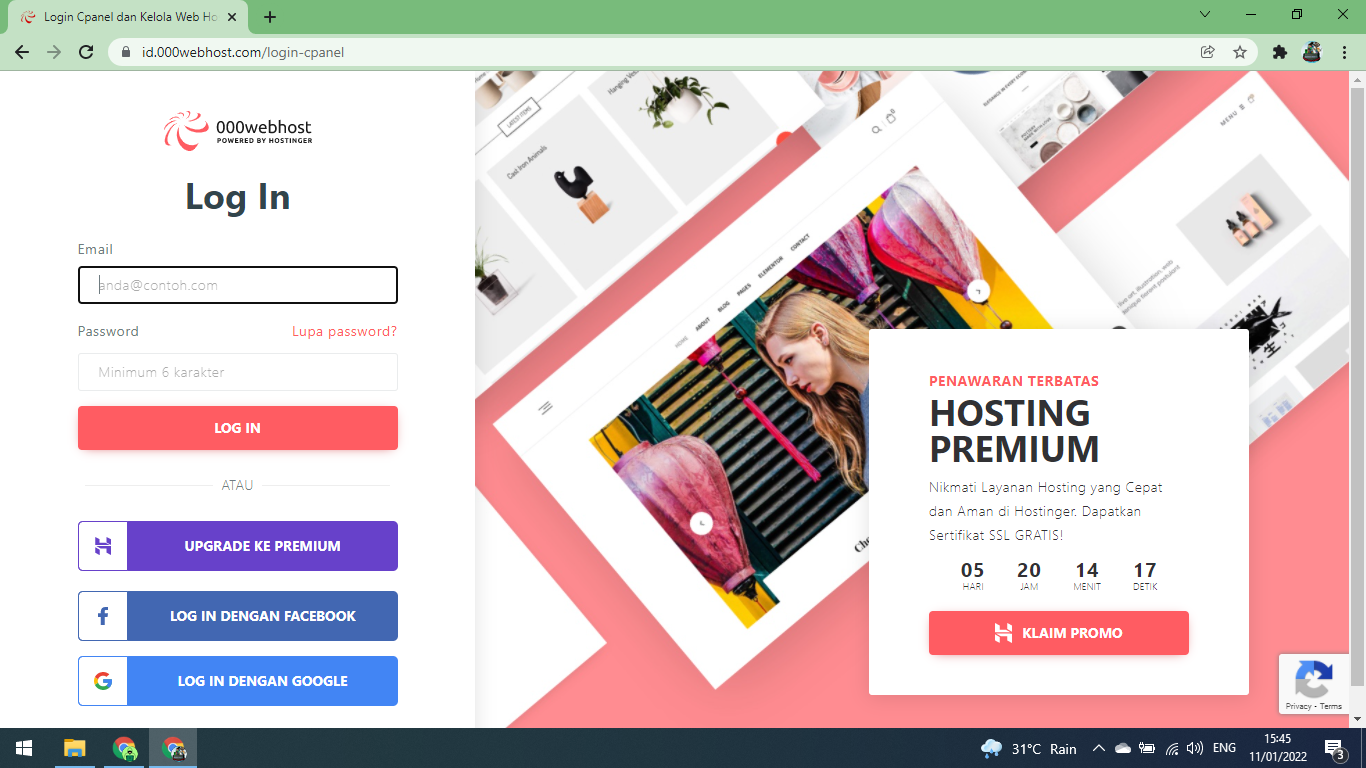 Login Cpanel dan Kelola Web Ho
id.000webhost.com/login-cpanel
000webhost
POWERED BY HOSTINGER
Log In
Email
anda@contoh.com
Password
Lupa password?
Minimum 6 karakter
LOG IN
ATAU
UPGRADE KE PREMIUM
LOG IN DENGAN FACEBOOK
LOG IN DENGAN GOOGLE
LATEST ITEMS
Hanging
Cast Iron Animals
MENU
HOME ABOUT BLOG PAGES ELEMENTOR CONTACT
PENAWARAN TERBATAS
HOSTING
PREMIUM
Nikmati Layanan Hosting yang Cepat
dan Aman di Hostinger. Dapatkan
Sertifikat SSL GRATIS!
05 20 14 17
HARI JAM MENIT DETIK
KLAIM PROMO
Privacy - Terms
31°C Rain
ENG
15:45
11/01/2022
3